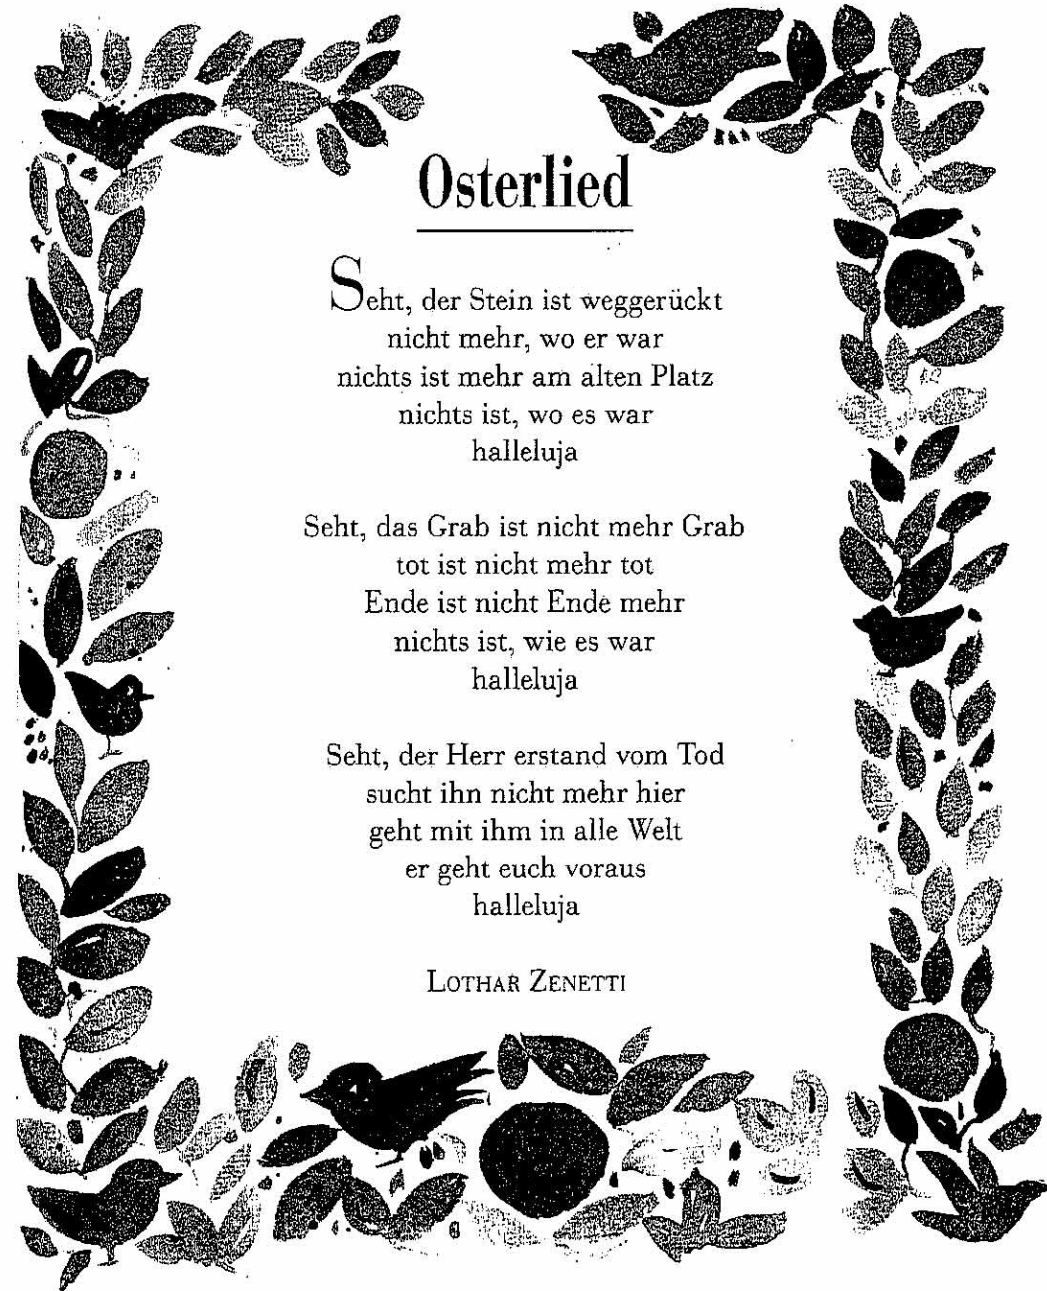 Osterlied
Seht, der Stein ist weggerückt
nicht mehr, wo er war
nichts ist mehr am alten Platz
nichts ist, wo es war
halleluja
Seht, das Grab ist nicht mehr Grab
tot ist nicht mehr tot
Ende ist nicht Ende mehr
nichts ist, wie es war
halleluja
Seht, der Herr erstand vom Tod
sucht ihn nicht mehr hier
geht mit ihm in alle Welt
er geht euch voraus
halleluja
LOTHAR ZENETTI